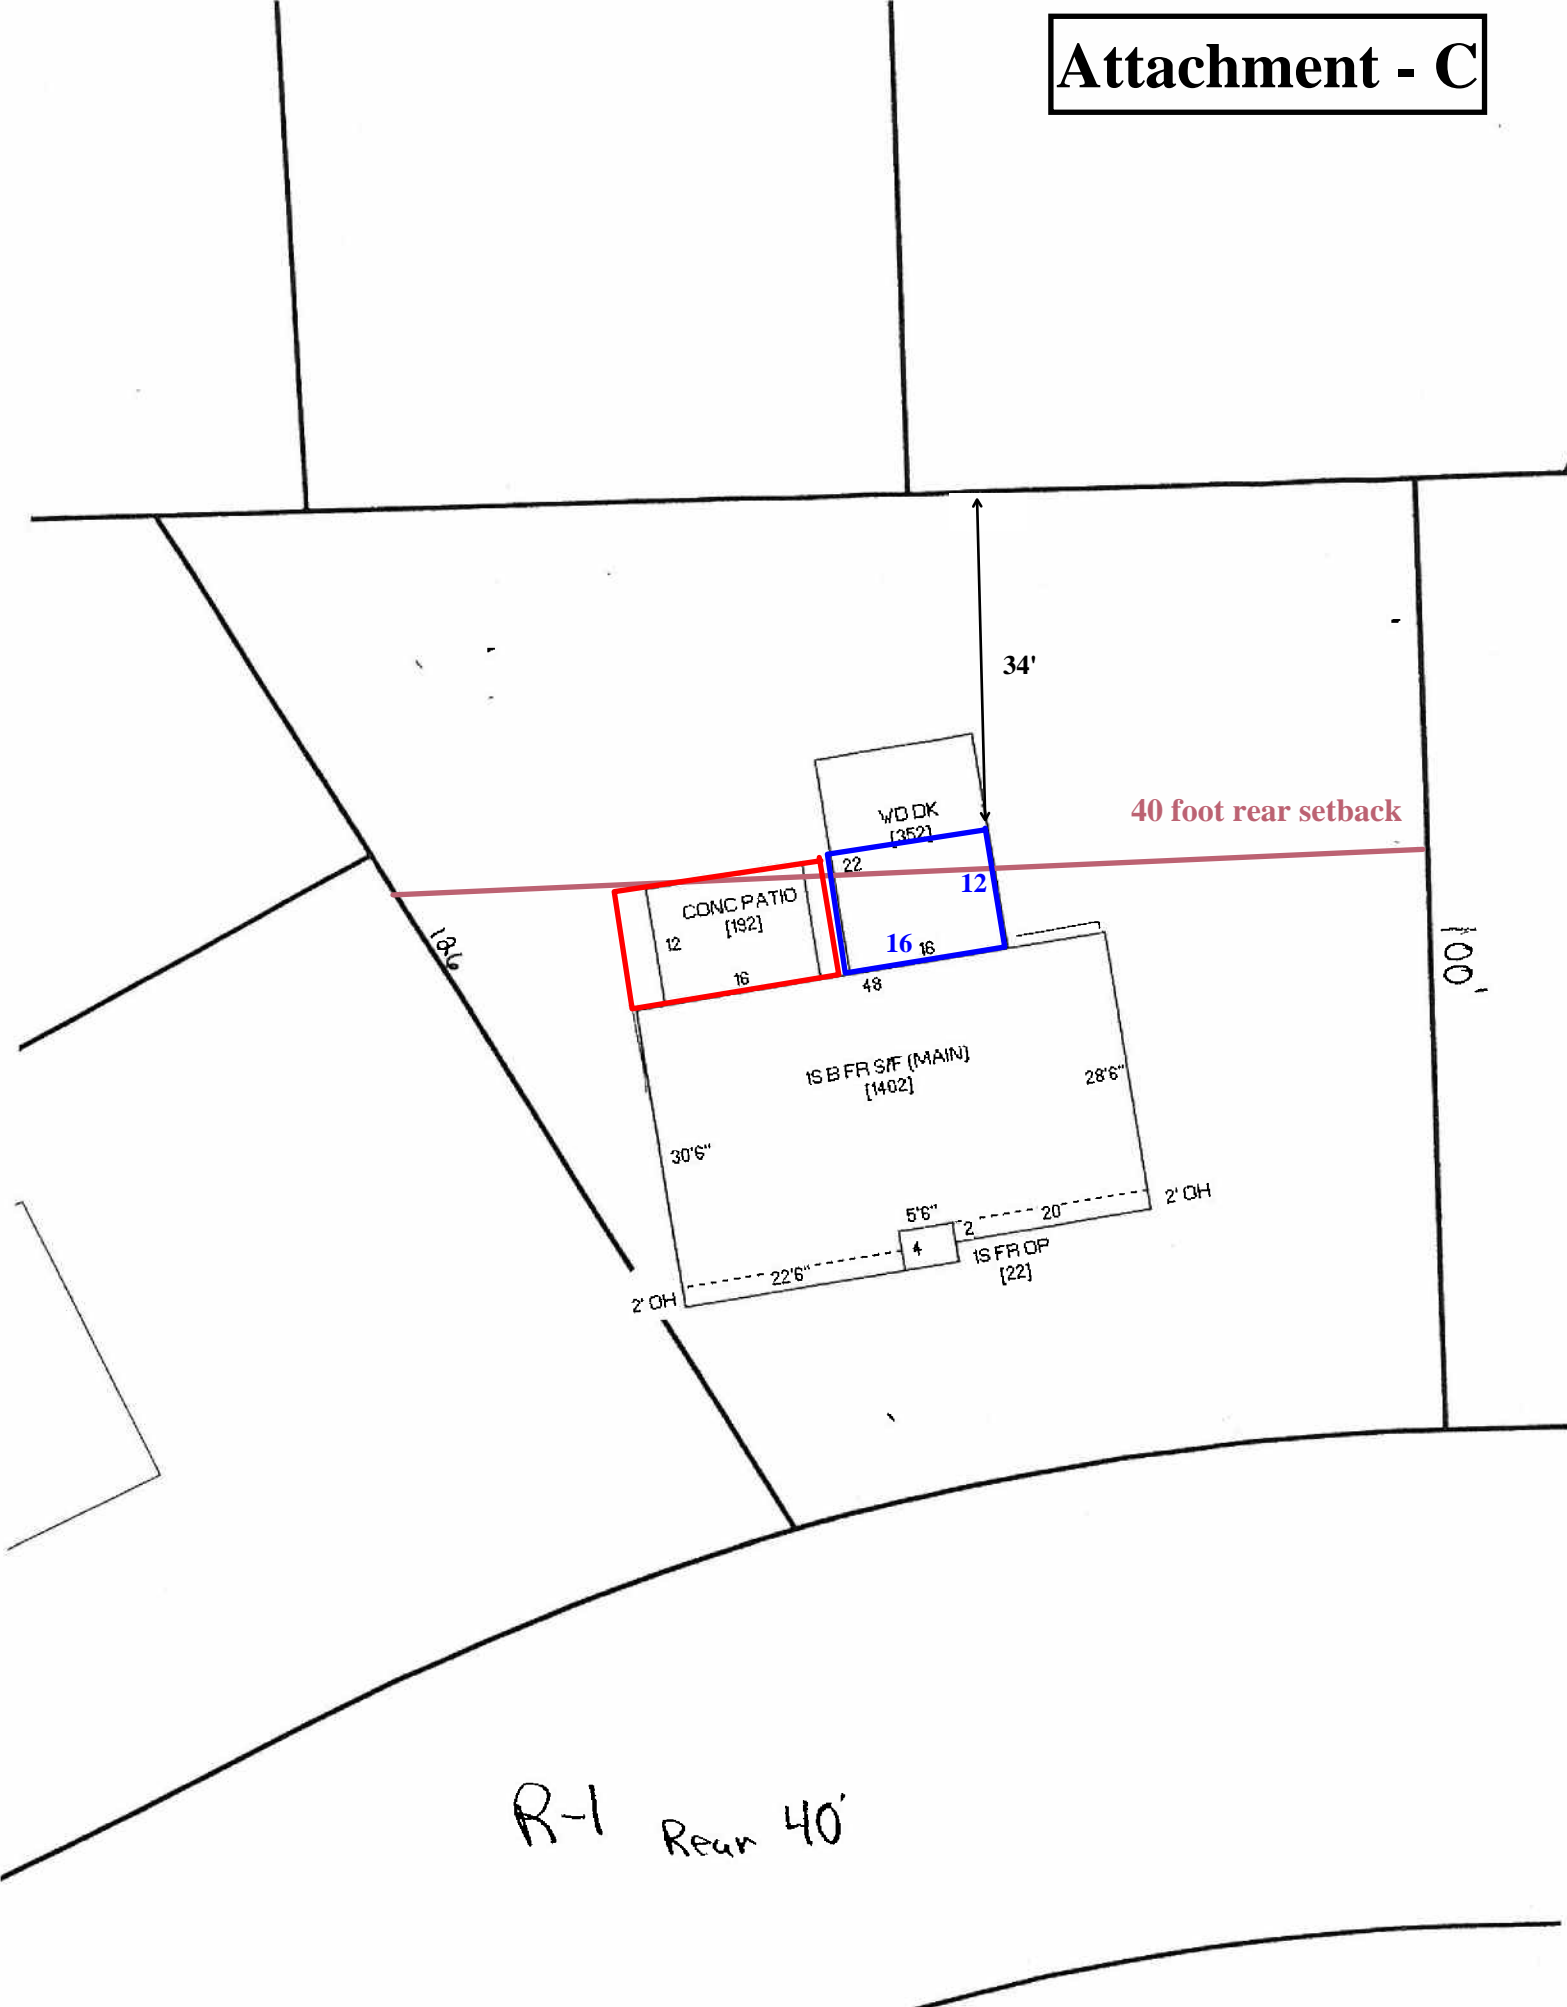 Attachment - C
34'
WD DK
[352]
40 foot rear setback
22
12
CONC PATIO
[192]
12
16
16
16
48
126
100'
1S B FR S/F (MAIN)
[1402]
28'6"
30'6"
2' OH
5'6"
2
20
4
1S FR OP
[22]
22'6"
2' OH
R-1 Rear 40'